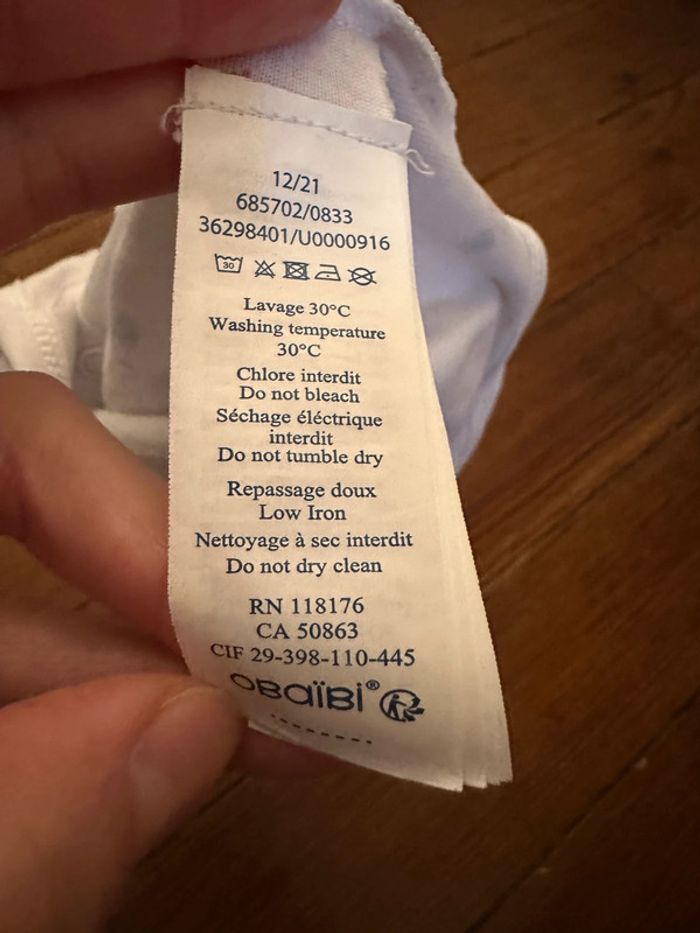 12/21
685702/0833
36298401/U0000916
30
Lavage 30°C
Washing temperature
30°C
Chlore interdit
Do not bleach
Séchage éléctrique
interdit
Do not tumble dry
Repassage doux
Low Iron
Nettoyage à sec interdit
Do not dry clean
RN 118176
CA 50863
CIF 29-398-110-445
OBaïBi®